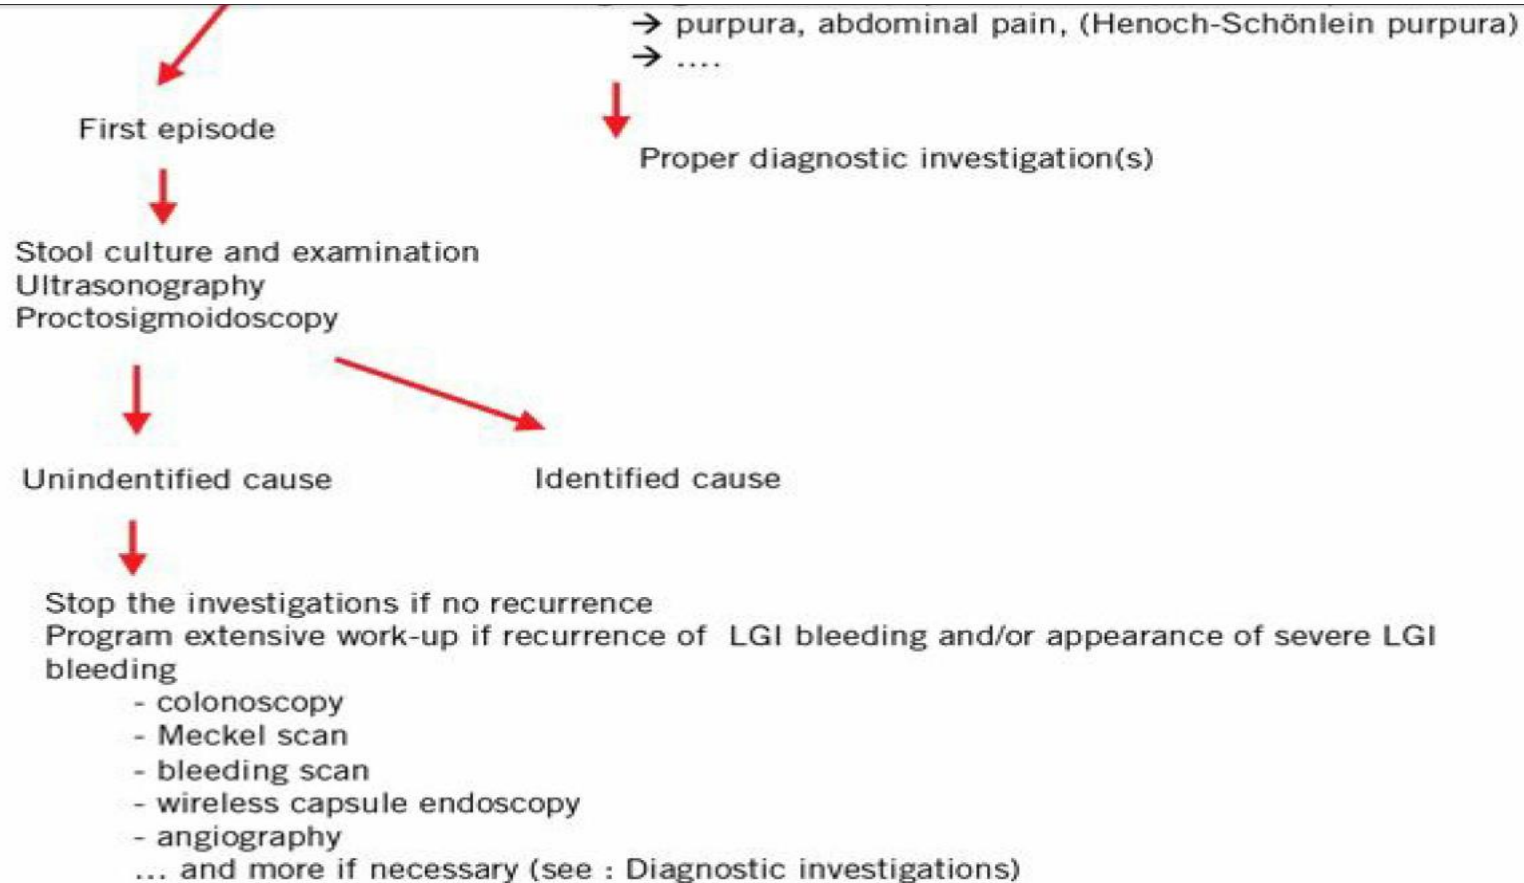 → purpura, abdominal pain, (Henoch-Schönlein purpura)
→ ....
First episode
Proper diagnostic investigation(s)
Stool culture and examination
Ultrasonography
Proctosigmoidoscopy
Unindentified cause
Identified cause
Stop the investigations if no recurrence
Program extensive work-up if recurrence of LGI bleeding and/or appearance of severe LGI
bleeding
- colonoscopy
- Meckel scan
- bleeding scan
- wireless capsule endoscopy
- angiography
... and more if necessary (see : Diagnostic investigations)